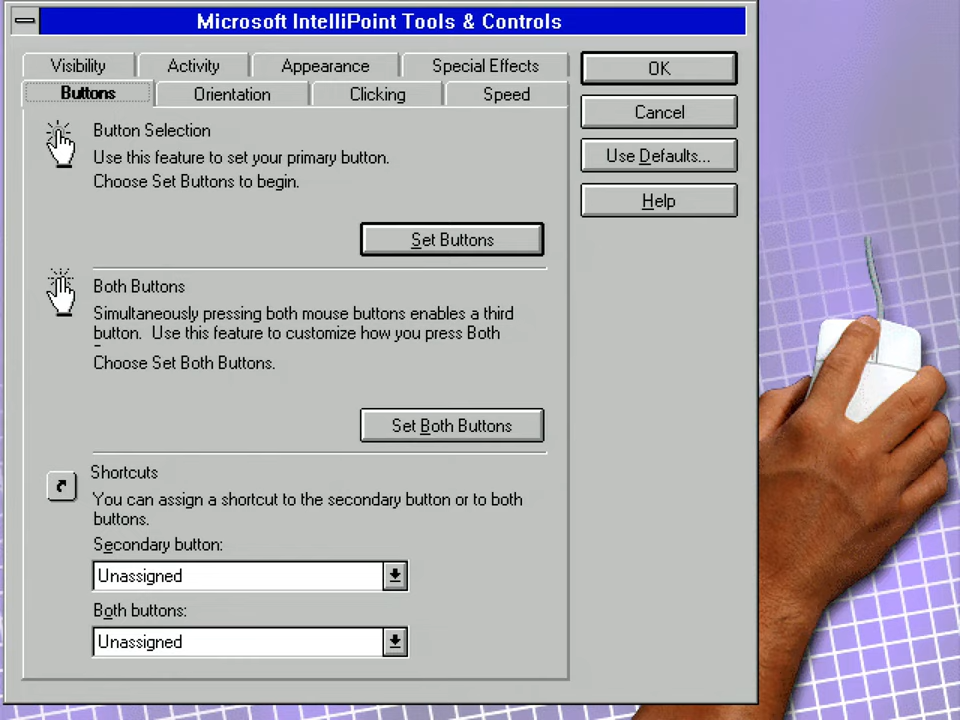 Microsoft IntelliPoint Tools & Controls
Visibility
Activity
Appearance
Special Effects
Buttons
Orientation
Clicking
Speed
OK
Cancel
Use Defaults...
Help
Button Selection
Use this feature to set your primary button.
Choose Set Buttons to begin.
Set Buttons
Both Buttons
Simultaneously pressing both mouse buttons enables a third
button. Use this feature to customize how you press Both
Choose Set Both Buttons.
Set Both Buttons
Shortcuts
You can assign a shortcut to the secondary button or to both
buttons.
Secondary button:
Unassigned
Both buttons:
Unassigned